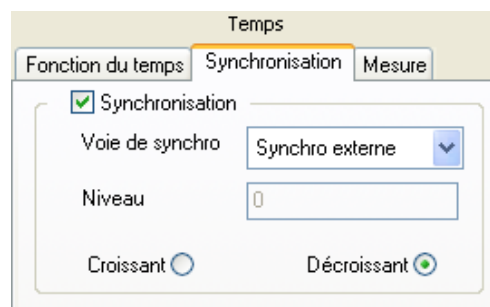 Temps
Fonction du temps Synchronisation Mesure
Synchronisation
Voie de synchro Synchro externe
Niveau 0
Croissant Décroissant